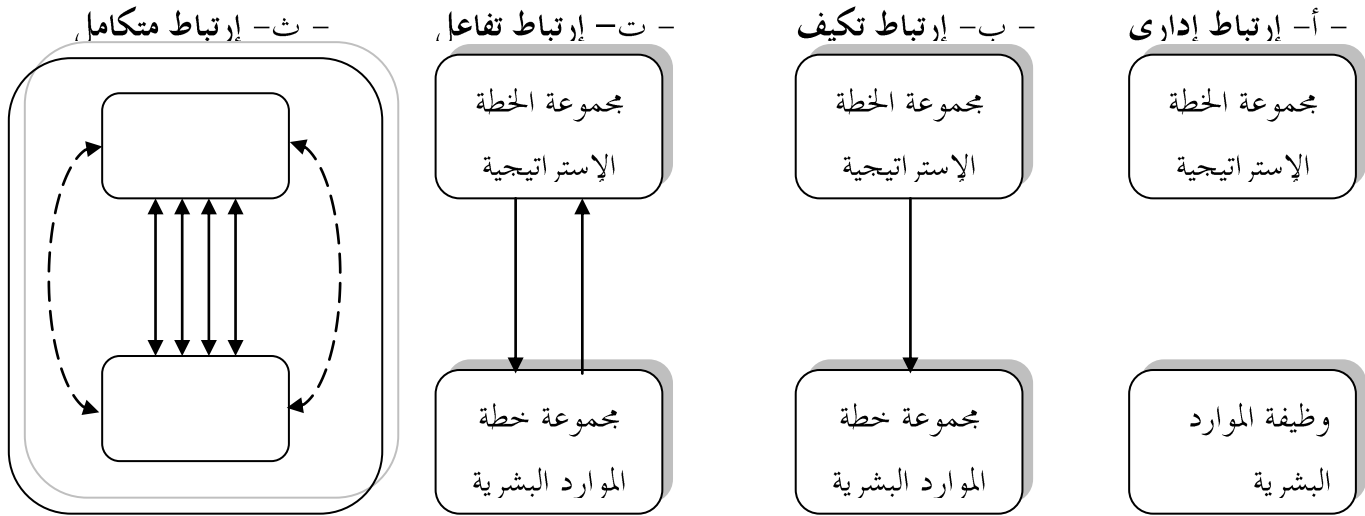 - أ- إرتباط إدارى
- ب- إرتباط تكيف
- ت- إرتباط تفاعل
- ث- إرتباط متكامل
مجموعة الخطة
الإستراتيجية
مجموعة الخطة
الإستراتيجية
مجموعة الخطة
الإستراتيجية
وظيفة الموارد
البشرية
مجموعة خطة
الموارد البشرية
مجموعة خطة
الموارد البشرية